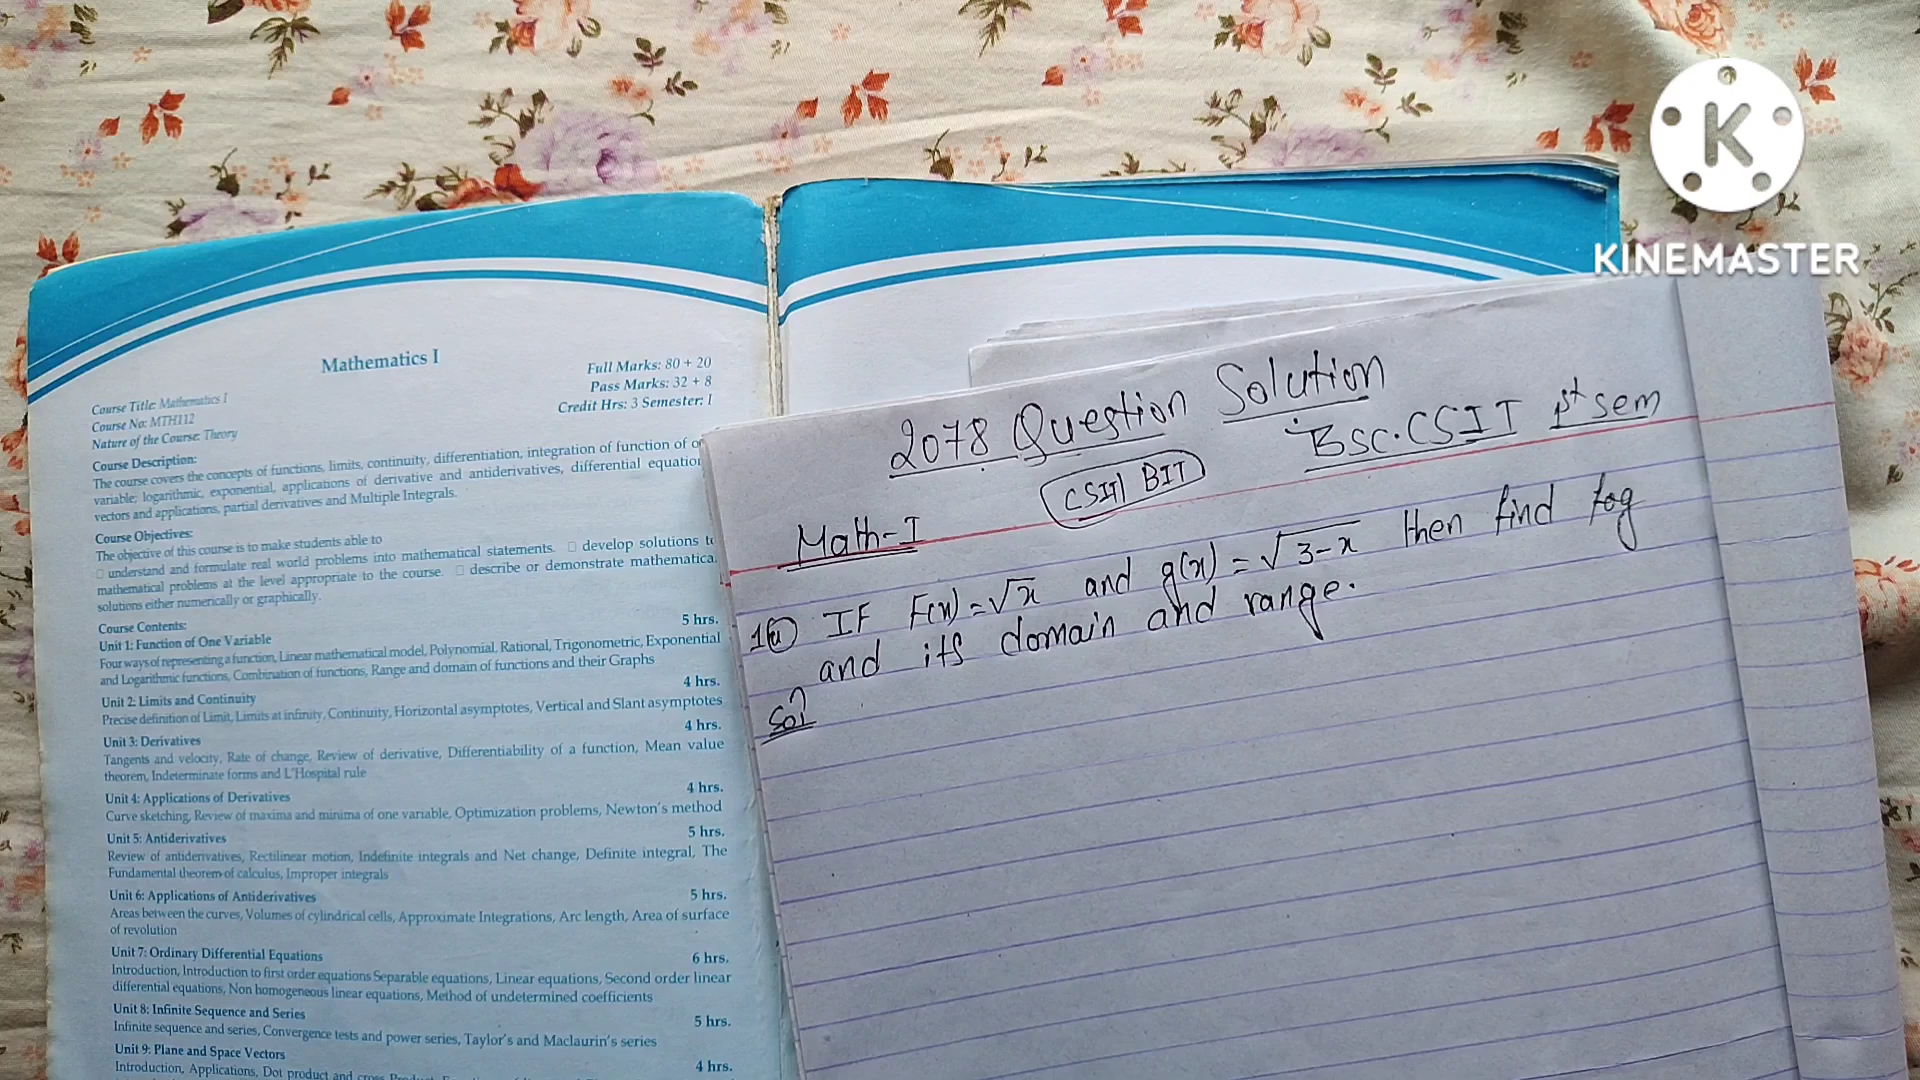 K
KINEMASTER
Mathematics I
Full Marks: 80 + 20
Pass Marks: 32 + 8
Credit Hrs: 3 Semester: I
Course Title: Mathematics I
Course No: MTH112
Nature of the Course: Theory
Course Description:
The course covers the concepts of functions, limits, continuity, differentiation, integration of function of o
variable; logarithmic, exponential, applications of derivative and antiderivatives, differential equation
vectors and applications, partial derivatives and Multiple Integrals.
Course Objectives:
The objective of this course is to make students able to
□ understand and formulate real world problems into mathematical statements. □ develop solutions to
mathematical problems at the level appropriate to the course. □ describe or demonstrate mathematica
solutions either numerically or graphically.
Course Contents:
Unit 1: Function of One Variable 5 hrs.
Four ways of representing a function, Linear mathematical model, Polynomial, Rational, Trigonometric, Exponential
and Logarithmic functions, Combination of functions, Range and domain of functions and their Graphs
Unit 2: Limits and Continuity 4 hrs.
Precise definition of Limit, Limits at infinity, Continuity, Horizontal asymptotes, Vertical and Slant asymptotes
Unit 3: Derivatives 4 hrs.
Tangents and velocity, Rate of change, Review of derivative, Differentiability of a function, Mean value
theorem, Indeterminate forms and L'Hospital rule
Unit 4: Applications of Derivatives 4 hrs.
Curve sketching, Review of maxima and minima of one variable, Optimization problems, Newton's method
Unit 5: Antiderivatives 5 hrs.
Review of antiderivatives, Rectilinear motion, Indefinite integrals and Net change, Definite integral, The
Fundamental theorem of calculus, Improper integrals
Unit 6: Applications of Antiderivatives 5 hrs.
Areas between the curves, Volumes of cylindrical cells, Approximate Integrations, Arc length, Area of surface
of revolution
Unit 7: Ordinary Differential Equations 6 hrs.
Introduction, Introduction to first order equations Separable equations, Linear equations, Second order linear
differential equations, Non homogeneous linear equations, Method of undetermined coefficients
Unit 8: Infinite Sequence and Series 5 hrs.
Infinite sequence and series, Convergence tests and power series, Taylor's and Maclaurin's series
Unit 9: Plane and Space Vectors 4 hrs.
Introduction, Applications, Dot product and cross Product,
2078 Question Solution
BSC.CSIT 1st sem
CSIT/ BIT
Math-I
1(a) IF F(x)=√x and g(x) = √3-x then find fog
and its domain and range.
Soln